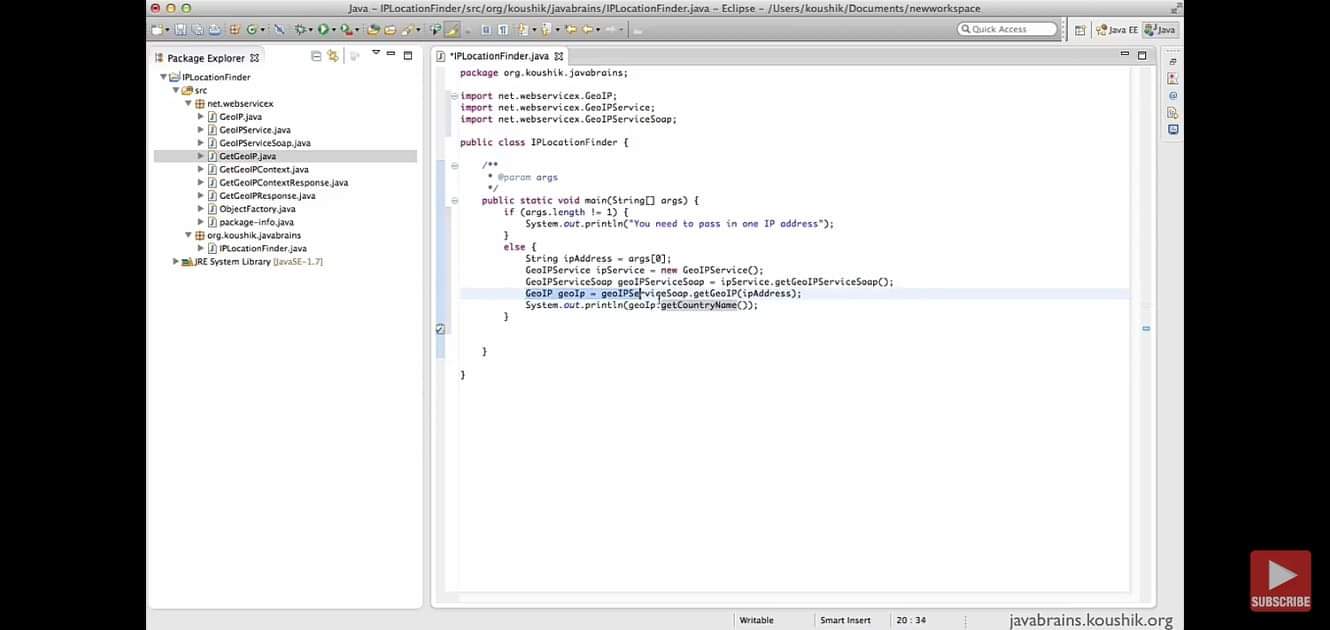 Java – IPLocationFinder/src/org/koushik/javabrains/IPLocationFinder.java – Eclipse – /Users/koushik/Documents/newworkspace
Quick Access
Java EE
Java
Package Explorer
IPLocationFinder
src
net.webservicex
GeoIP.java
GeoIPService.java
GeoIPServiceSoap.java
GetGeoIP.java
GetGeoIPContext.java
GetGeoIPContextResponse.java
GetGeoIPResponse.java
ObjectFactory.java
package-info.java
org.koushik.javabrains
IPLocationFinder.java
JRE System Library [JavaSE-1.7]
*IPLocationFinder.java
package org.koushik.javabrains;
import net.webservicex.GeoIP;
import net.webservicex.GeoIPService;
import net.webservicex.GeoIPServiceSoap;
public class IPLocationFinder {
/**
* @param args
*/
public static void main(String[] args) {
if (args.length != 1) {
System.out.println("You need to pass in one IP address");
}
else {
String ipAddress = args[0];
GeoIPService ipService = new GeoIPService();
GeoIPServiceSoap geoIPServiceSoap = ipService.getGeoIPServiceSoap();
GeoIP geoIp = geoIPServiceSoap.getGeoIP(ipAddress);
System.out.println(geoIp.getCountryName());
}
}
}
Writable
Smart Insert
20 : 34
SUBSCRIBE
javabrains.koushik.org